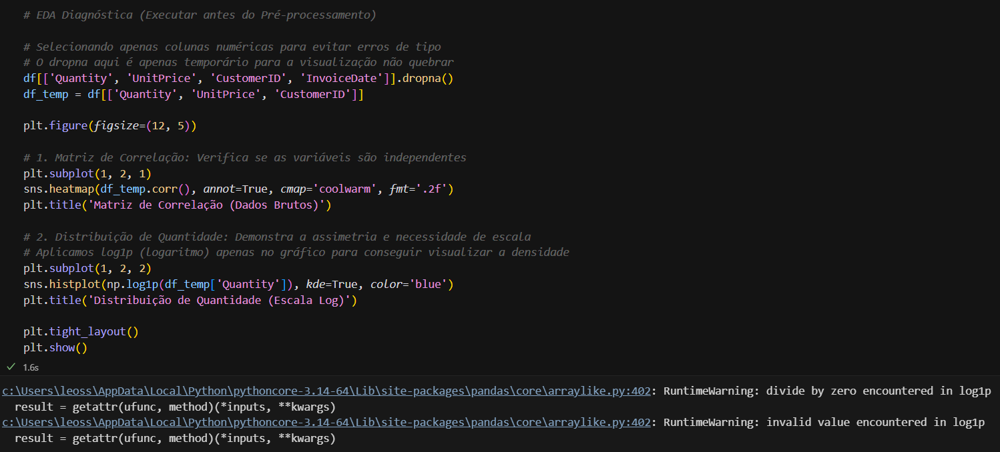 # EDA Diagnóstica (Executar antes do Pré-processamento)
# Selecionando apenas colunas numéricas para evitar erros de tipo
# O dropna aqui é apenas temporário para a visualização não quebrar
df[['Quantity', 'UnitPrice', 'CustomerID', 'InvoiceDate']].dropna()
df_temp = df[['Quantity', 'UnitPrice', 'CustomerID']]
plt.figure(figsize=(12, 5))
# 1. Matriz de Correlação: Verifica se as variáveis são independentes
plt.subplot(1, 2, 1)
sns.heatmap(df_temp.corr(), annot=True, cmap='coolwarm', fmt='.2f')
plt.title('Matriz de Correlação (Dados Brutos)')
# 2. Distribuição de Quantidade: Demonstra a assimetria e necessidade de escala
# Aplicamos log1p (logaritmo) apenas no gráfico para conseguir visualizar a densidade
plt.subplot(1, 2, 2)
sns.histplot(np.log1p(df_temp['Quantity']), kde=True, color='blue')
plt.title('Distribuição de Quantidade (Escala Log)')
plt.tight_layout()
plt.show()
✓ 1.6s
c:\Users\leoss\AppData\Local\Python\pythoncore-3.14-64\Lib\site-packages\pandas\core\arraylike.py:402: RuntimeWarning: divide by zero encountered in log1p
  result = getattr(ufunc, method)(*inputs, **kwargs)
c:\Users\leoss\AppData\Local\Python\pythoncore-3.14-64\Lib\site-packages\pandas\core\arraylike.py:402: RuntimeWarning: invalid value encountered in log1p
  result = getattr(ufunc, method)(*inputs, **kwargs)